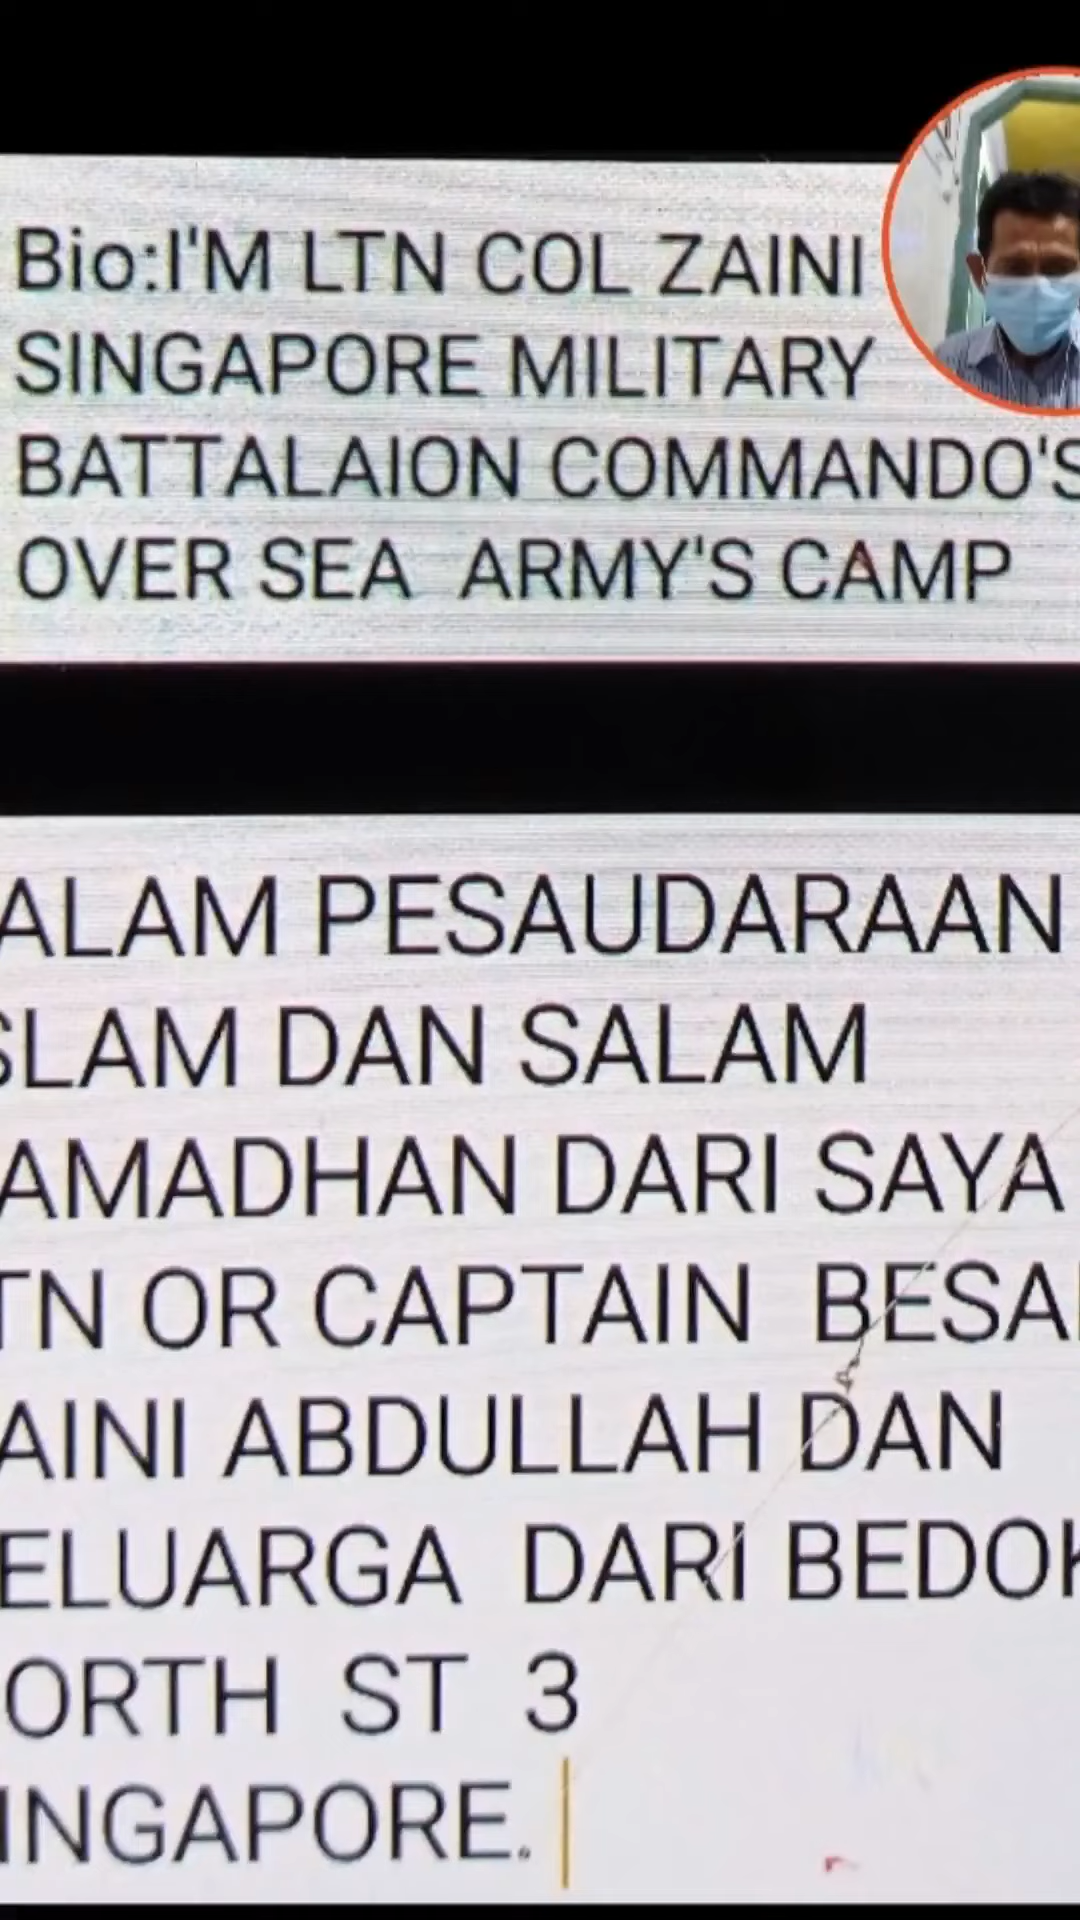 Bio:I'M LTN COL ZAINI
SINGAPORE MILITARY
BATTALAION COMMANDO'S
OVER SEA ARMY'S CAMP
ALAM PESAUDARAAN
SLAM DAN SALAM
AMADHAN DARI SAYA
TN OR CAPTAIN BESA
AINI ABDULLAH DAN
ELUARGA DARI BEDOK
ORTH ST 3
INGAPORE.